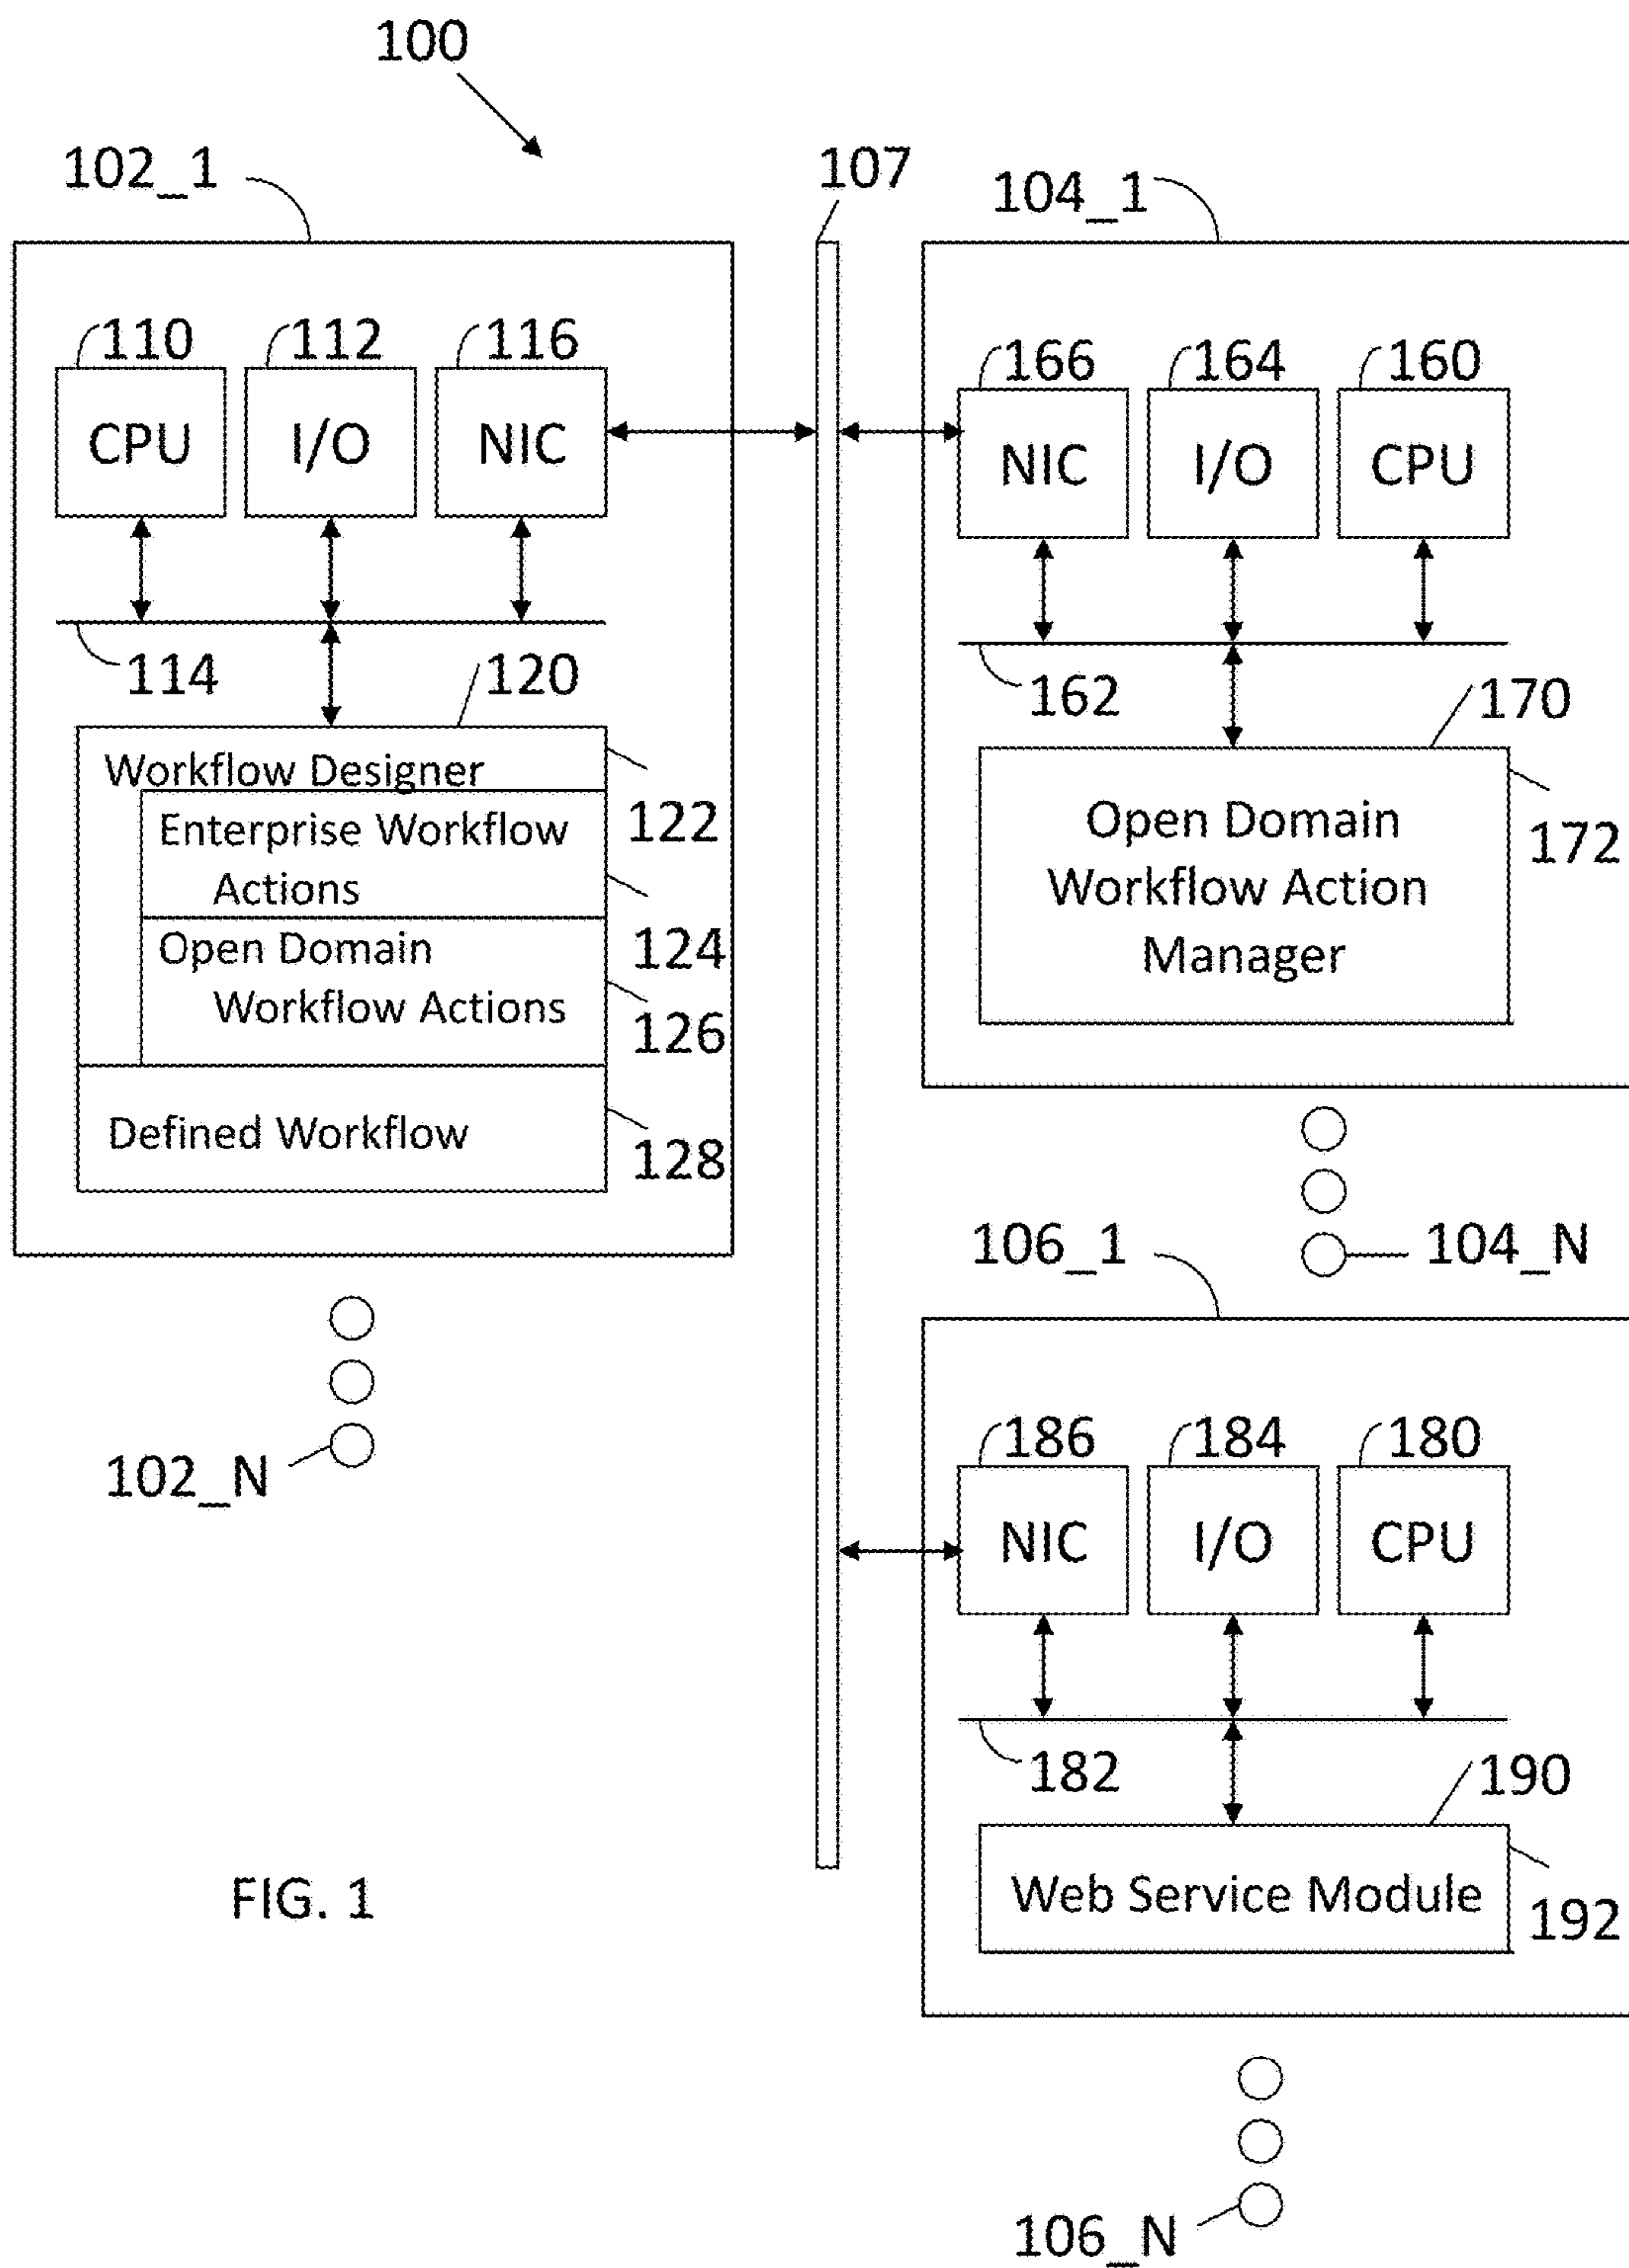 100
102_1
107
104_1
110
112
116
CPU
I/O
NIC
166
164
160
NIC
I/O
CPU
114
120
162
170
Workflow Designer
122
Enterprise Workflow
Actions
124
Open Domain
Workflow Actions
126
Defined Workflow
128
Open Domain
Workflow Action
Manager
172
104_N
102_N
106_1
186
184
180
NIC
I/O
CPU
182
190
Web Service Module
192
FIG. 1
106_N